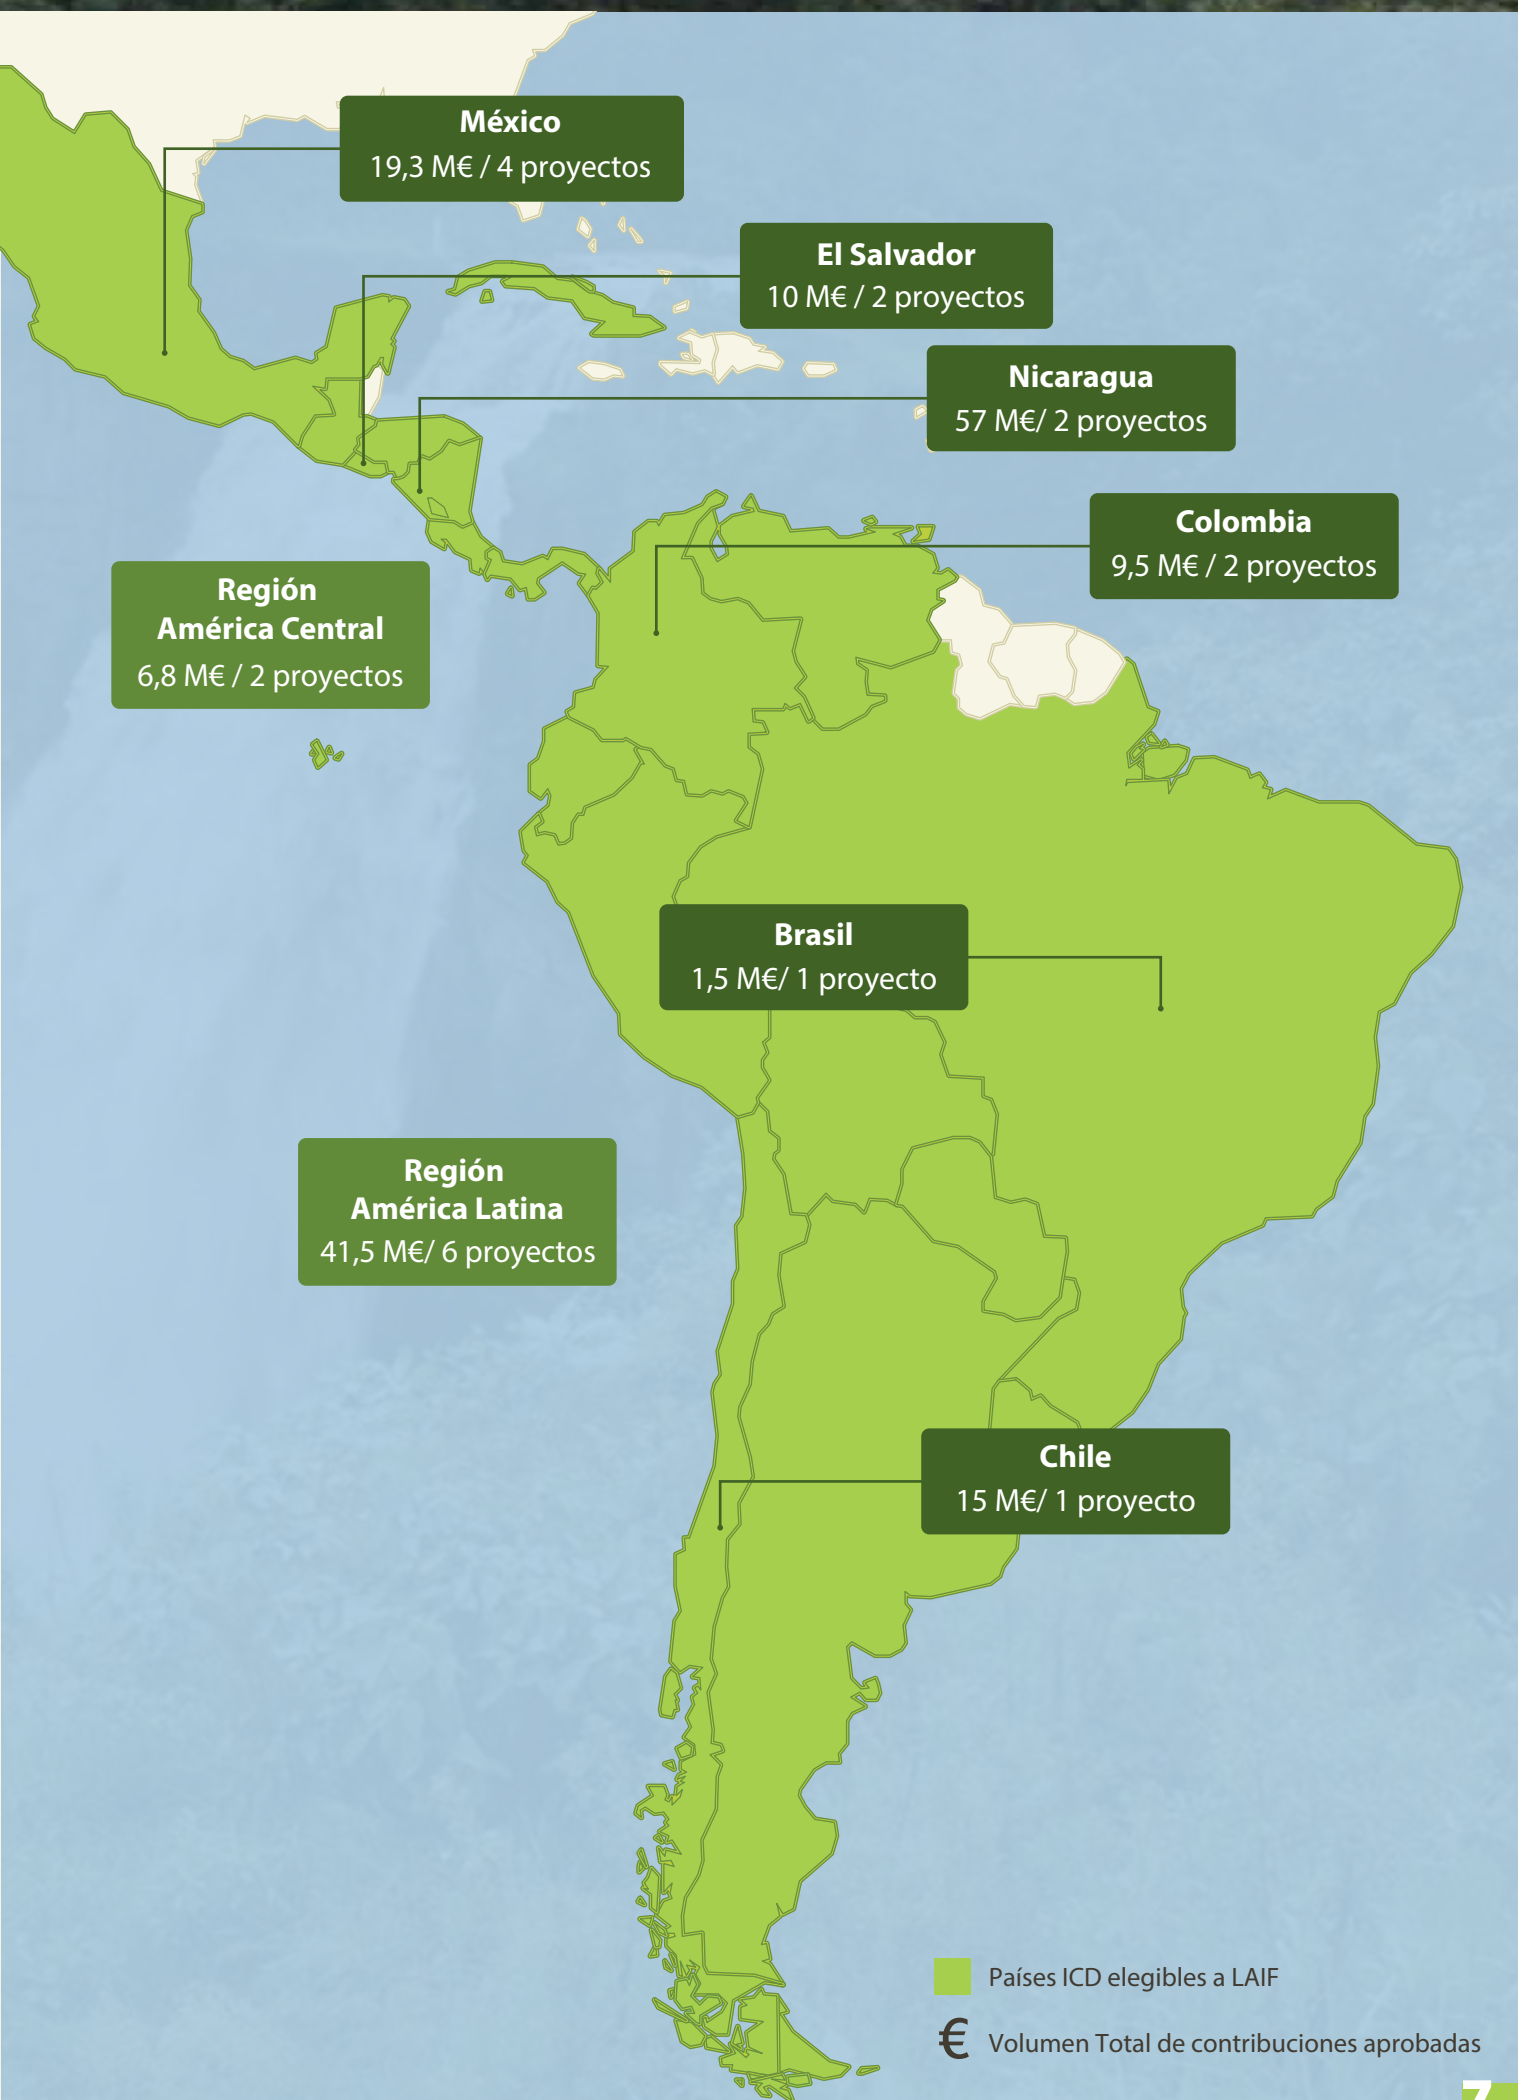 México
19,3 M€ / 4 proyectos
El Salvador
10 M€ / 2 proyectos
Nicaragua
57 M€/ 2 proyectos
Colombia
9,5 M€ / 2 proyectos
Región
América Central
6,8 M€ / 2 proyectos
Brasil
1,5 M€/ 1 proyecto
Región
América Latina
41,5 M€/ 6 proyectos
Chile
15 M€/ 1 proyecto
Países ICD elegibles a LAIF
€ Volumen Total de contribuciones aprobadas
7